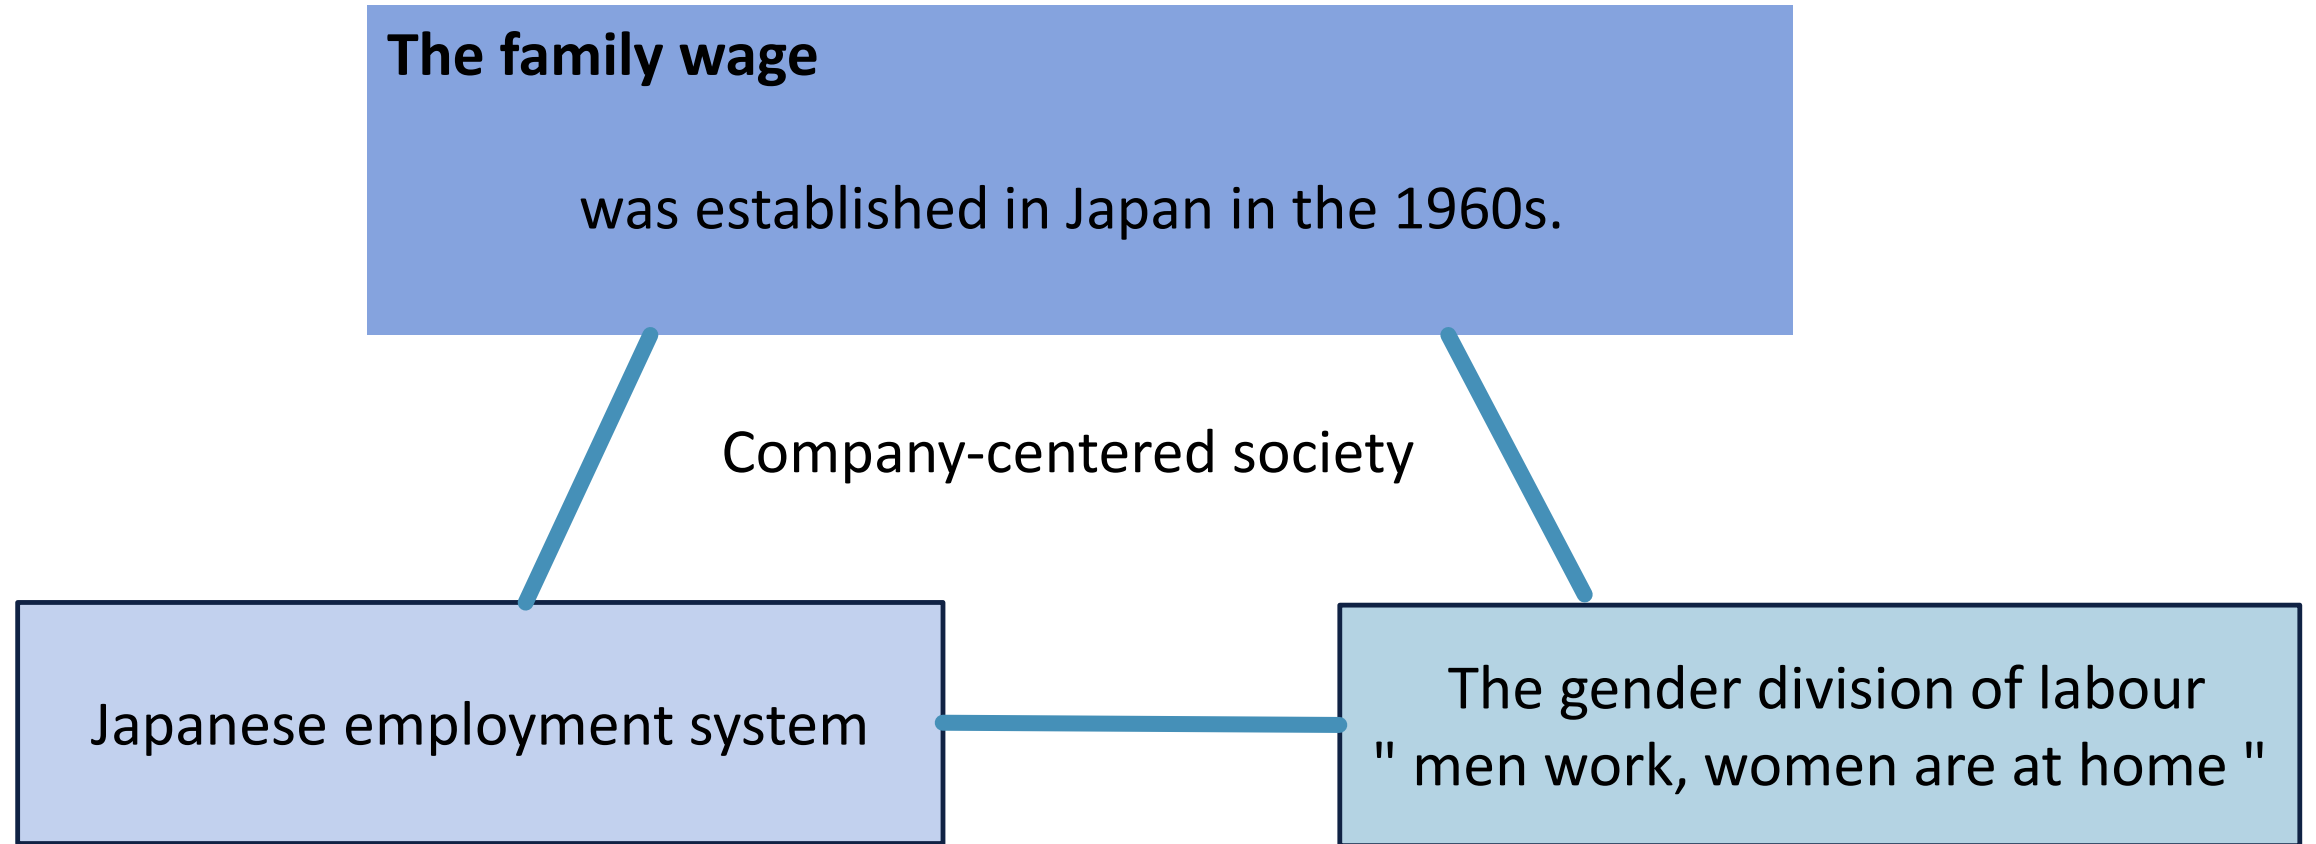 The family wage
was established in Japan in the 1960s.
Company-centered society
Japanese employment system
The gender division of labour
" men work, women are at home "